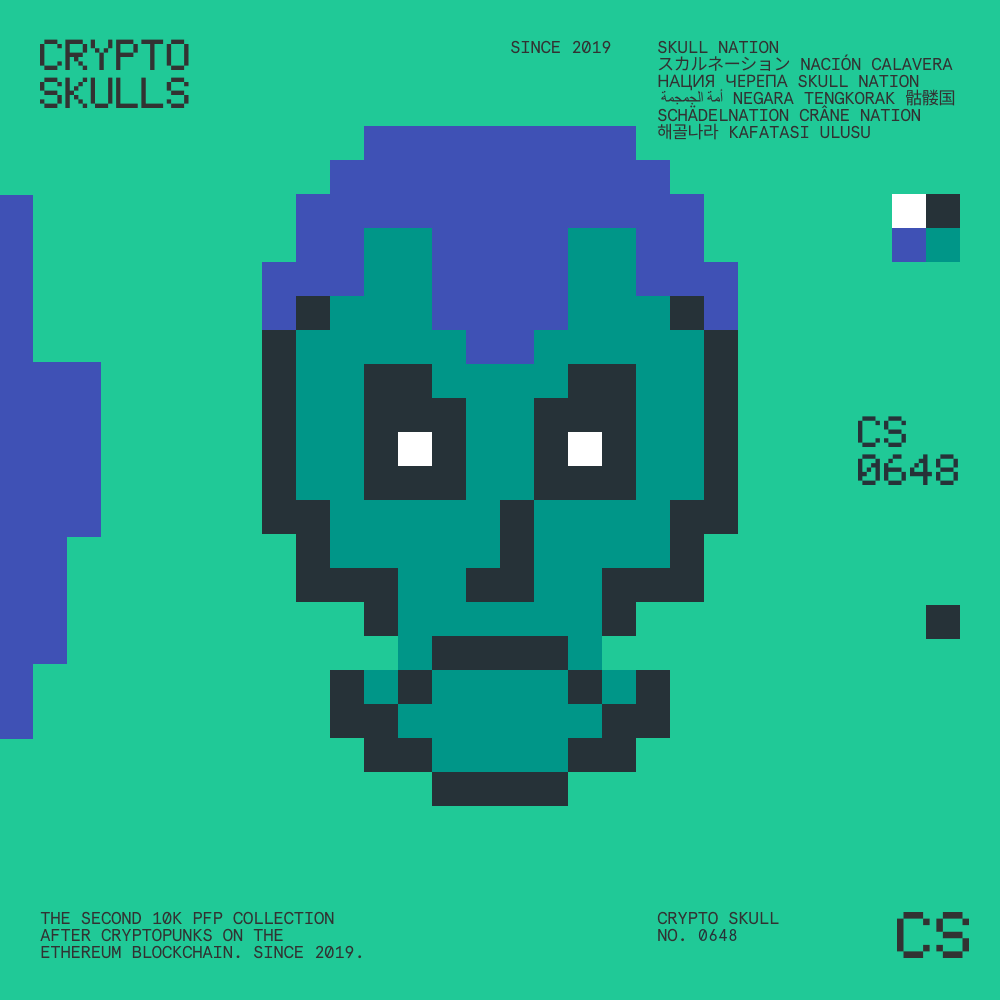 CRYPTO
SKULLS
SINCE 2019
SKULL NATION
スカルネーション NACIÓN CALAVERA
НАЦИЯ ЧЕРЕПА SKULL NATION
أمة الجمجمة NEGARA TENGKORAK 骷髅国
SCHÄDELNATION CRÂNE NATION
해골나라 KAFATASI ULUSU
CS
0648
THE SECOND 10K PFP COLLECTION
AFTER CRYPTOPUNKS ON THE
ETHEREUM BLOCKCHAIN. SINCE 2019.
CRYPTO SKULL
NO. 0648
CS